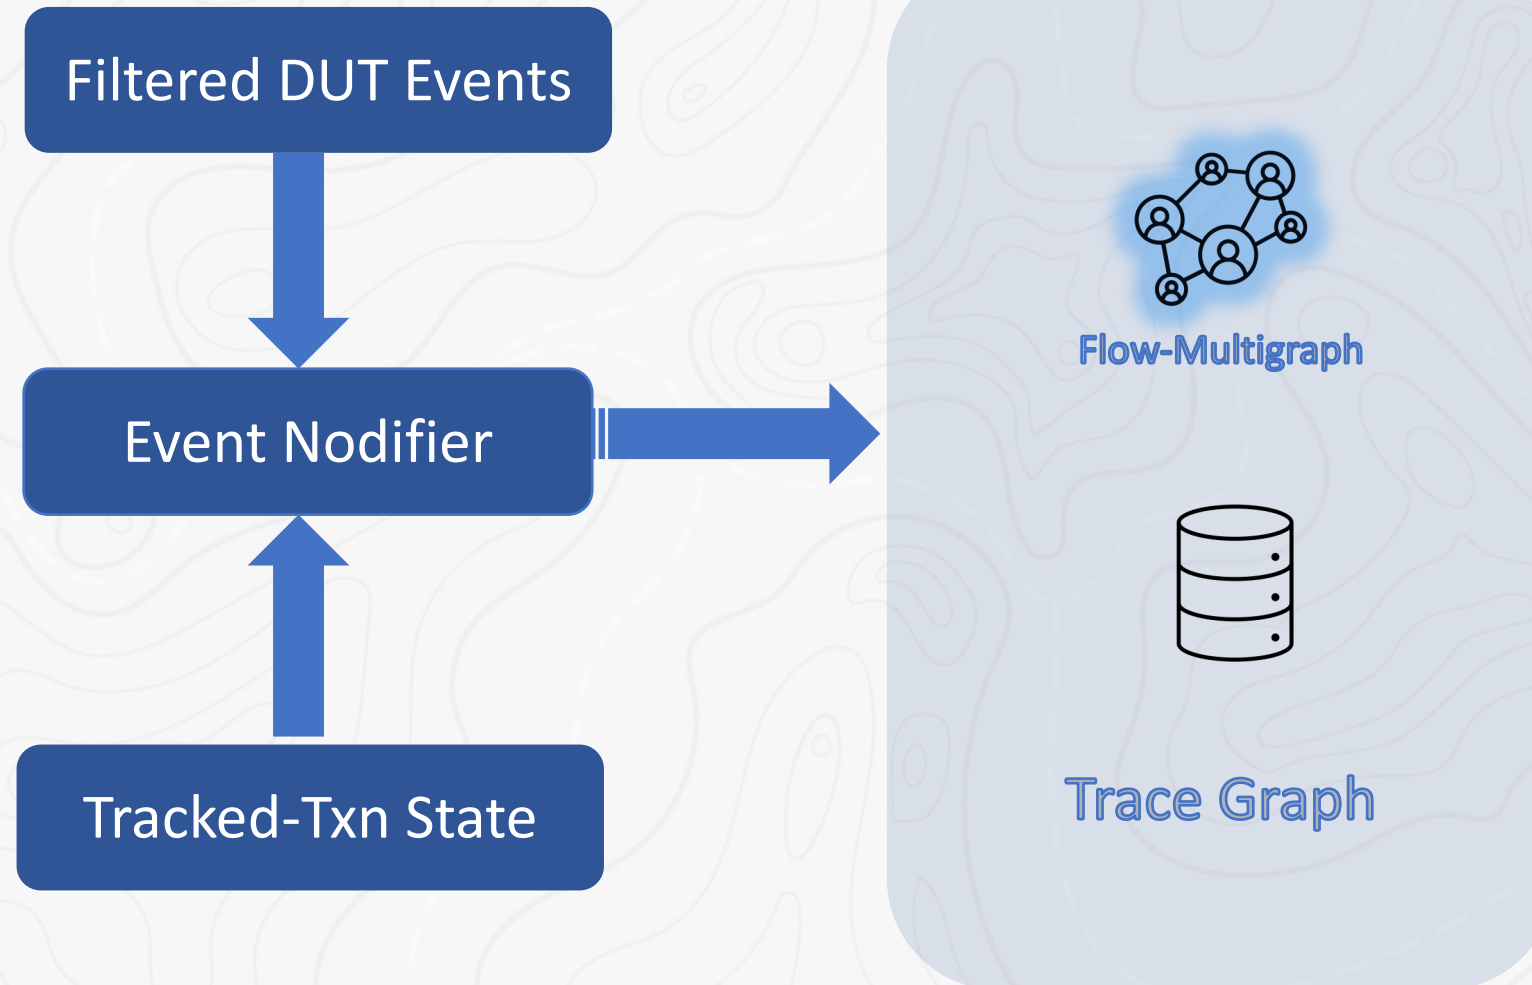 Filtered DUT Events
Event Nodifier
Tracked-Txn State
Flow-Multigraph
Trace Graph